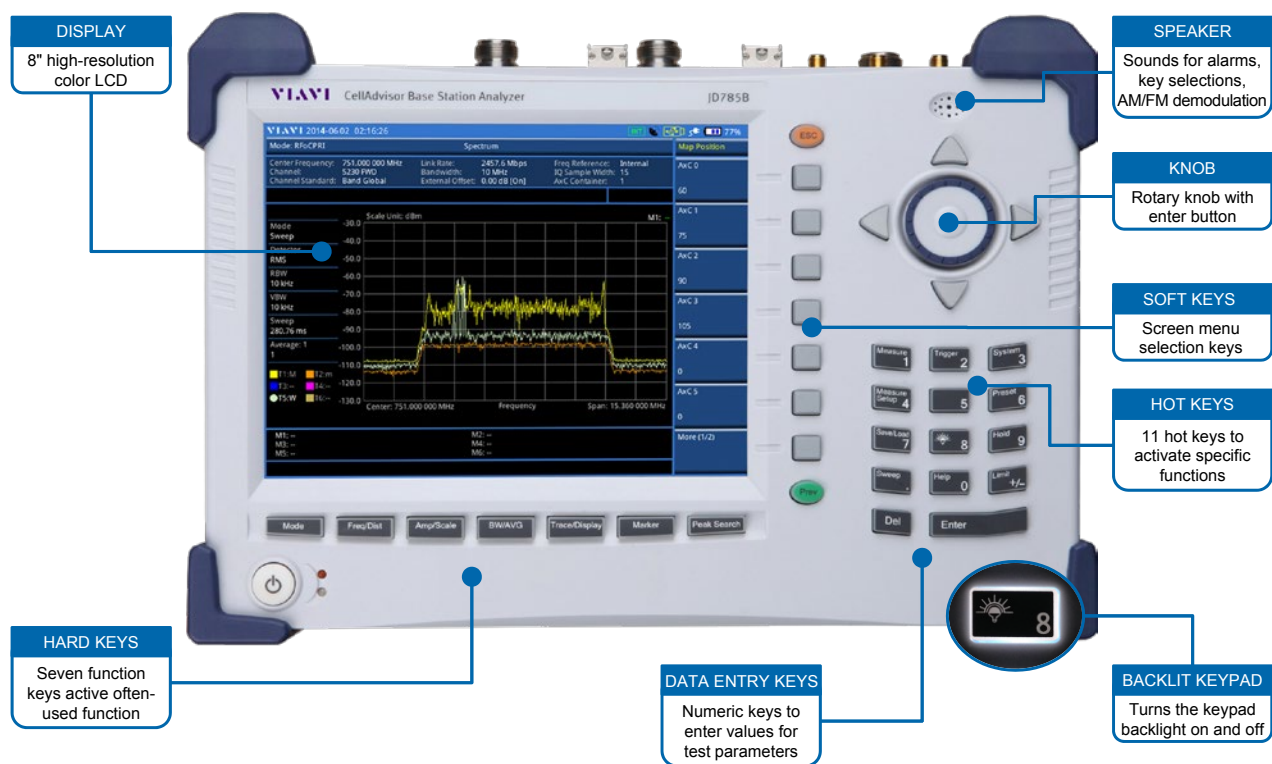 DISPLAY
8" high-resolution
color LCD
SPEAKER
Sounds for alarms,
key selections,
AM/FM demodulation
KNOB
Rotary knob with
enter button
SOFT KEYS
Screen menu
selection keys
HOT KEYS
11 hot keys to
activate specific
functions
BACKLIT KEYPAD
Turns the keypad
backlight on and off
DATA ENTRY KEYS
Numeric keys to
enter values for
test parameters
HARD KEYS
Seven function
keys active often-
used function
VIAVI CellAdvisor Base Station Analyzer JD785B
VIAVI 2014-06-02 02:16:26 77%
Mode: RFoCPRI Spectrum Map Position
Center Frequency: 751.000 000 MHz Link Rate: 2457.6 Mbps Freq Reference: Internal
Channel: 5230 FWD Bandwidth: 10 MHz IQ Sample Width: 15
Channel Standard: Band Global External Offset: 0.00 dB [On] AxC Container: 1
Scale Unit: dBm M1: --
Mode
Sweep
Detector
RMS
RBW
10 kHz
VBW
10 kHz
Sweep
280.76 ms
Average: 1
1
T1:M T2:m
T3:-- T4:--
T5:W T6:--
-30.0
-40.0
-50.0
-60.0
-70.0
-80.0
-90.0
-100.0
-110.0
-120.0
-130.0
Center: 751.000 000 MHz Frequency Span: 15.360 000 MHz
M1: -- M2: --
M3: -- M4: --
M5: -- M6: --
AxC 0
60
AxC 1
75
AxC 2
90
AxC 3
105
AxC 4
0
AxC 5
0
More (1/2)
ESC
Prev
Measure 1
Trigger 2
System 3
Measure Setup 4
5
Preset 6
Save/Load 7
8
Hold 9
Sweep .
Help 0
Limit +/-
Del
Enter
Mode
Freq/Dist
Amp/Scale
BW/AVG
Trace/Display
Marker
Peak Search
8